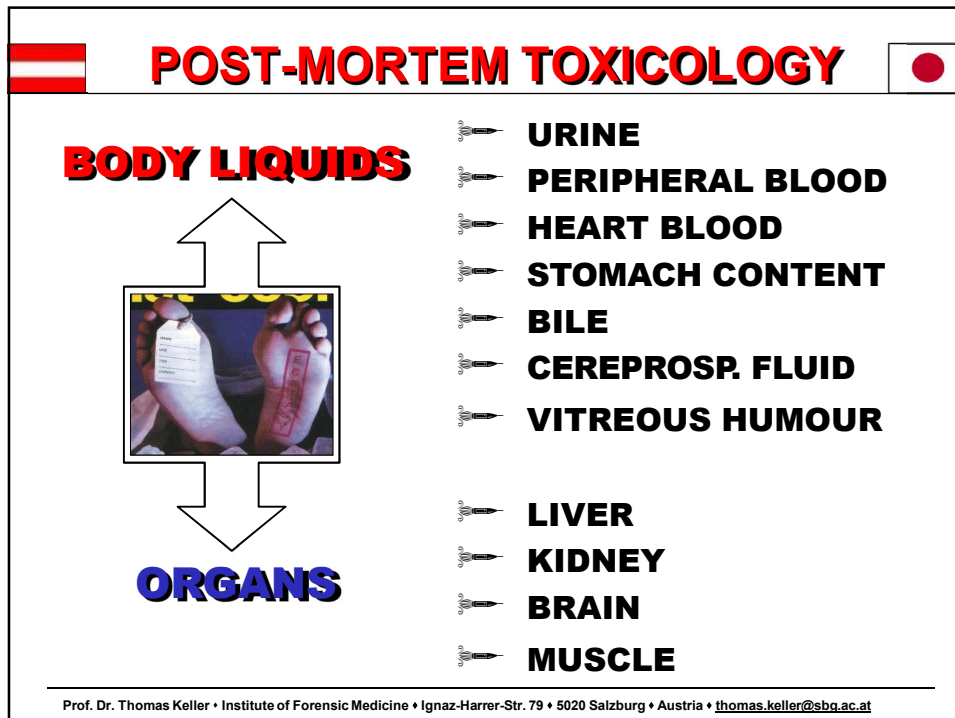 POST-MORTEM TOXICOLOGY
BODY LIQUIDS
URINE
PERIPHERAL BLOOD
HEART BLOOD
STOMACH CONTENT
BILE
CEREPROSP. FLUID
VITREOUS HUMOUR
ORGANS
LIVER
KIDNEY
BRAIN
MUSCLE
Prof. Dr. Thomas Keller ♦ Institute of Forensic Medicine ♦ Ignaz-Harrer-Str. 79 ♦ 5020 Salzburg ♦ Austria ♦ thomas.keller@sbg.ac.at